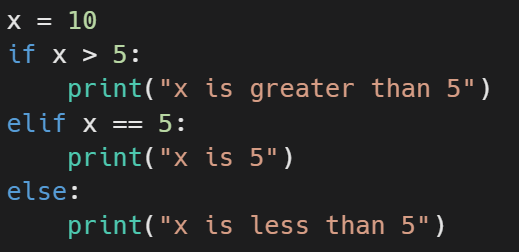 x = 10
if x > 5:
    print("x is greater than 5")
elif x == 5:
    print("x is 5")
else:
    print("x is less than 5")